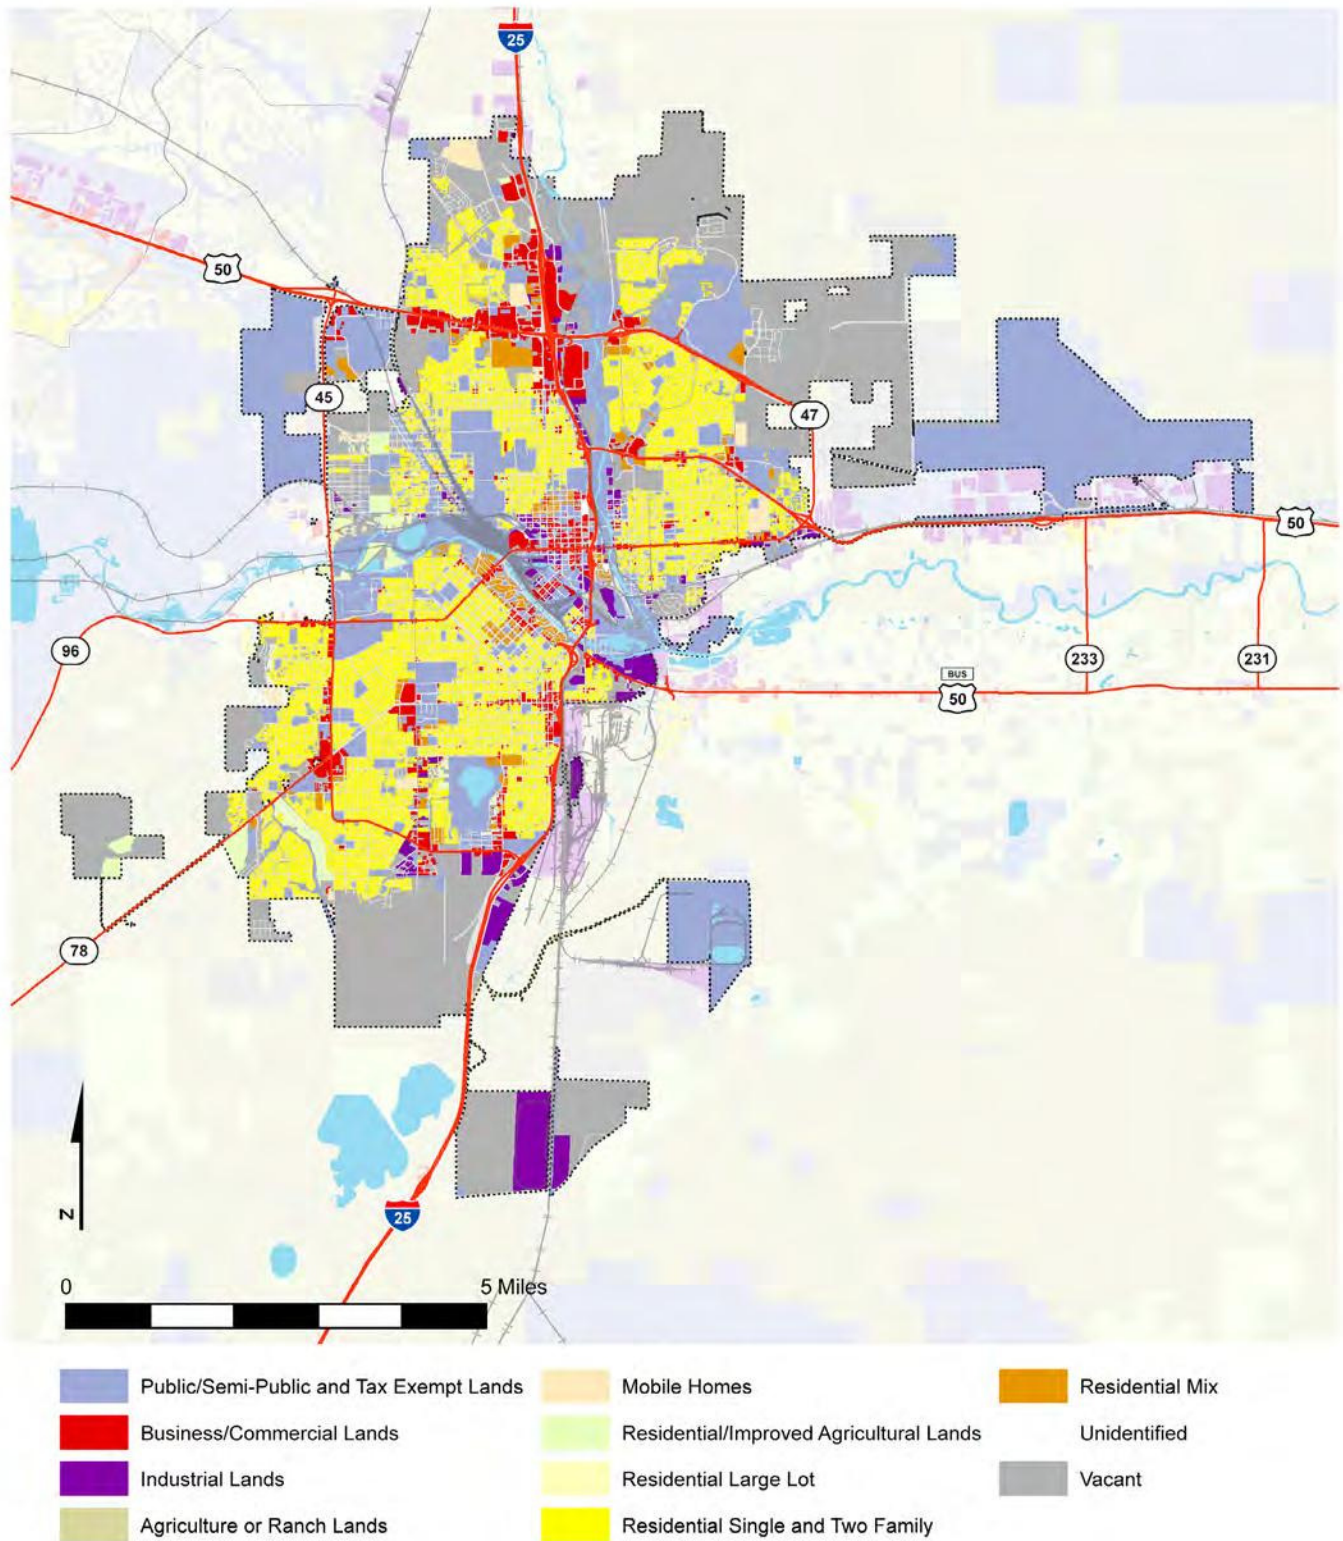 25
50
45
47
50
96
233
231
BUS
50
78
N
25
0 5 Miles
Public/Semi-Public and Tax Exempt Lands
Business/Commercial Lands
Industrial Lands
Agriculture or Ranch Lands
Mobile Homes
Residential/Improved Agricultural Lands
Residential Large Lot
Residential Single and Two Family
Residential Mix
Unidentified
Vacant